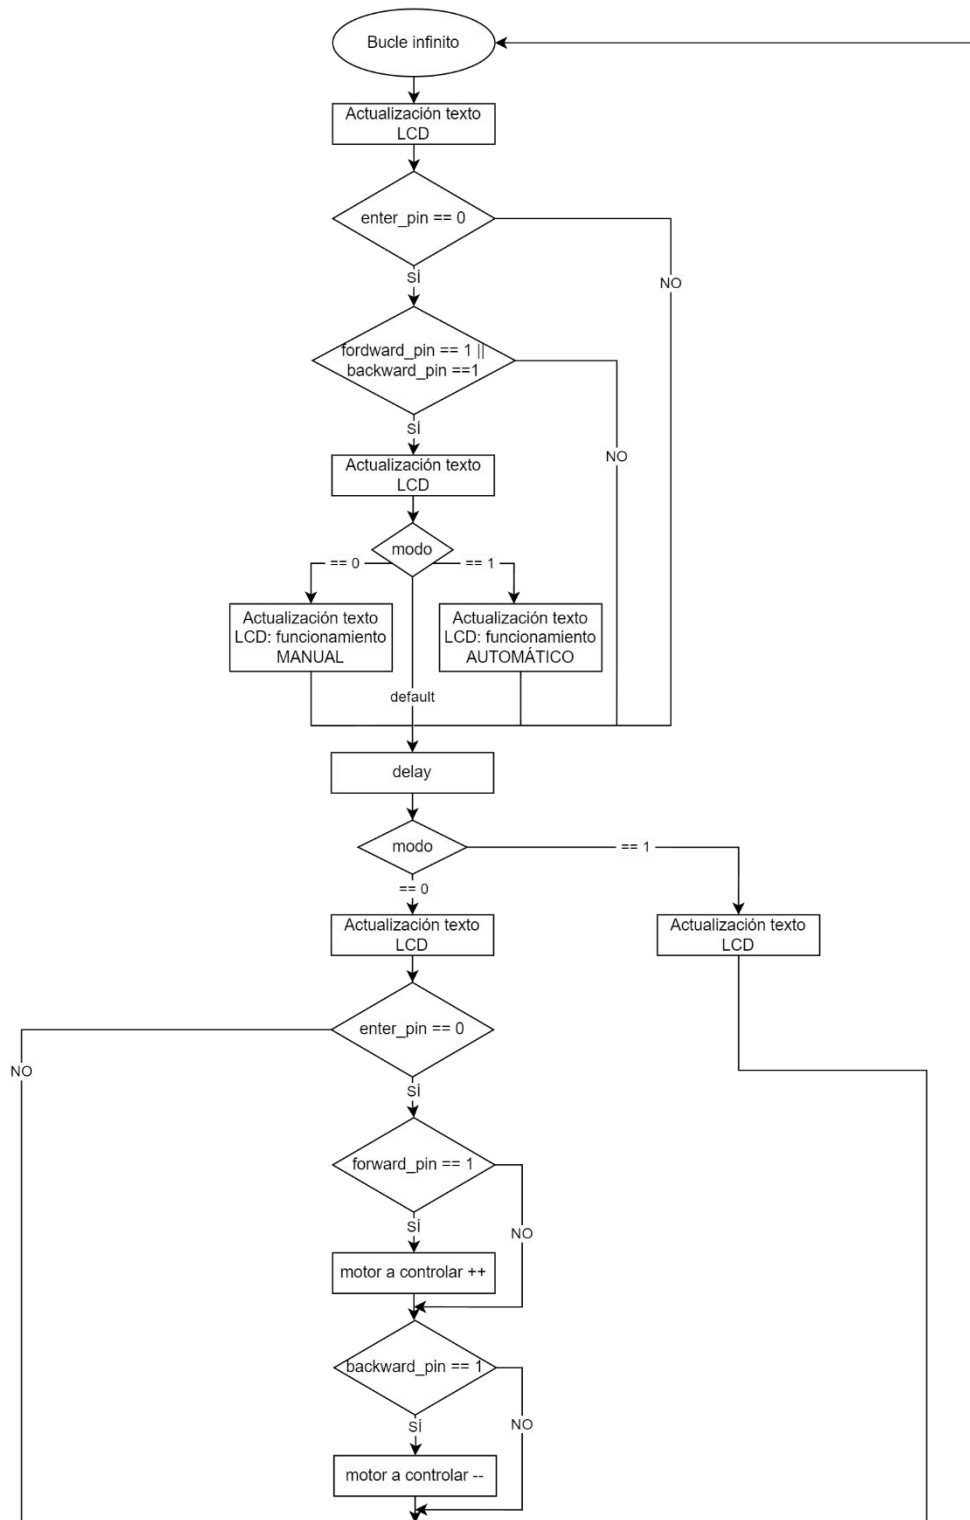 Bucle infinito
Actualización texto
LCD
enter_pin == 0
SÍ
NO
fordward_pin == 1 ||
backward_pin ==1
SÍ
NO
Actualización texto
LCD
modo
== 0
== 1
Actualización texto
LCD: funcionamiento
MANUAL
Actualización texto
LCD: funcionamiento
AUTOMÁTICO
default
delay
modo
== 1
== 0
Actualización texto
LCD
Actualización texto
LCD
enter_pin == 0
NO
SÍ
forward_pin == 1
SÍ
NO
motor a controlar ++
backward_pin == 1
SÍ
NO
motor a controlar --